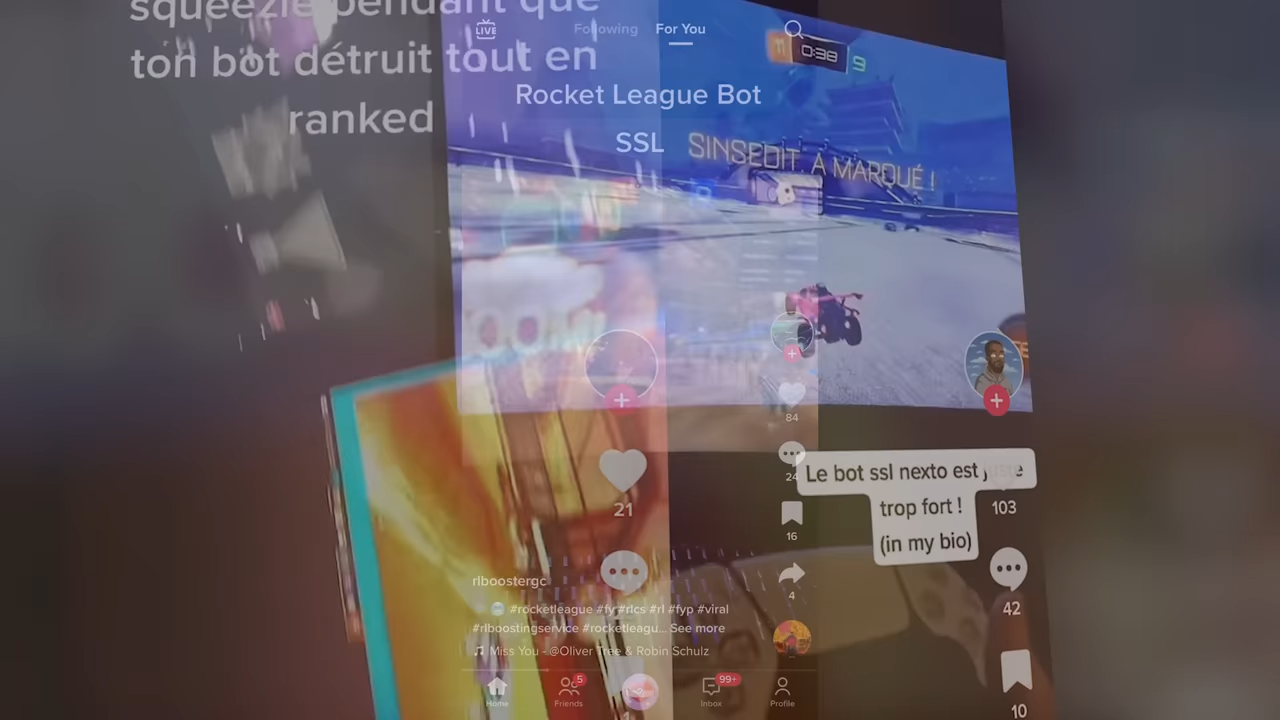 squeezie pendant que
ton bot détruit tout en
ranked
LIVE
Following For You
11 0:38 9
Rocket League Bot
SSL
SINSEDIT. A MARQUÉ !
84
24
16
4
21
Le bot ssl nexto est juste
trop fort !
(in my bio)
103
42
10
rlboostergc
#rocketleague #fy #rlcs #rl #fyp #viral
#rlboostingservice #rocketleagu... See more
Miss You - @Oliver Tree & Robin Schulz
5
99+
Home
Friends
Inbox
Profile